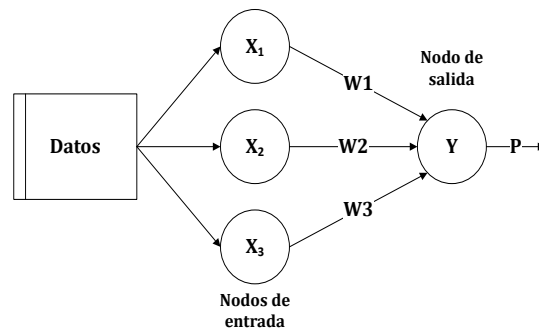 X₁
Nodo de
salida
W1
Datos
X₂
W2
Y
P
W3
X₃
Nodos de
entrada